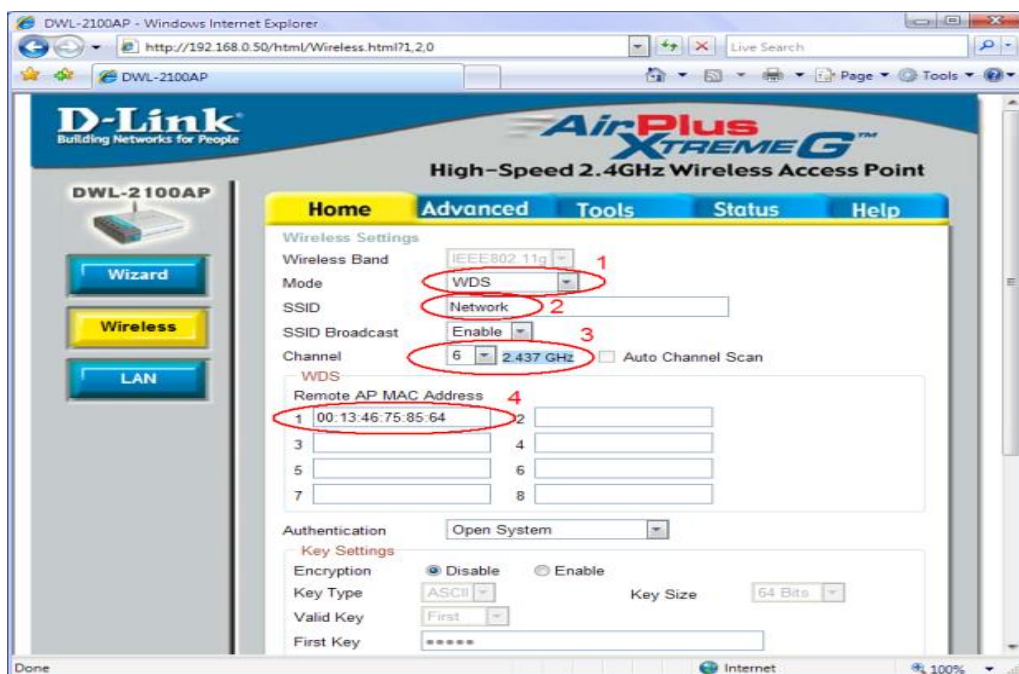 DWL-2100AP - Windows Internet Explorer
http://192.168.0.50/html/Wireless.html?1,2,0
Live Search
DWL-2100AP
Page
Tools
D-Link
Building Networks for People
AirPlus
XTREME G™
High-Speed 2.4GHz Wireless Access Point
DWL-2100AP
Home Advanced Tools Status Help
Wizard
Wireless
LAN
Wireless Settings
Wireless Band IEEE802.11g
1
Mode WDS
SSID Network 2
SSID Broadcast Enable
3
Channel 6 2.437 GHz Auto Channel Scan
WDS
Remote AP MAC Address 4
1 00:13:46:75:85:64 2
3 4
5 6
7 8
Authentication Open System
Key Settings
Encryption Disable Enable
Key Type ASCII Key Size 64 Bits
Valid Key First
First Key
Done Internet 100%